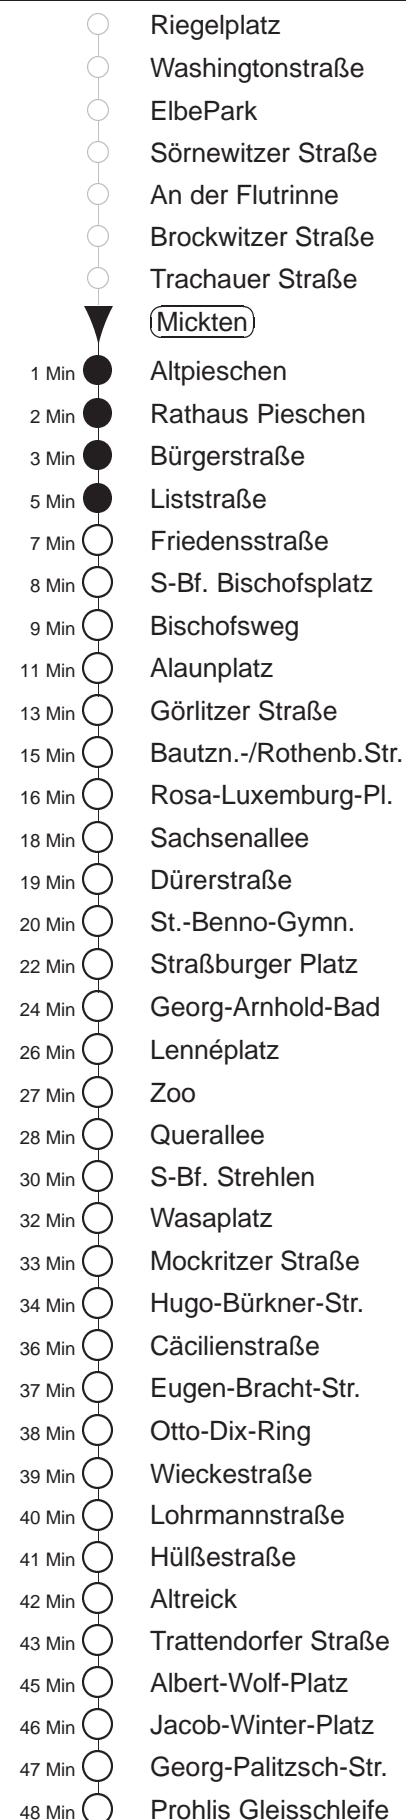 Riegelplatz
Washingtonstraße
ElbePark
Sörnewitzer Straße
An der Flutrinne
Brockwitzer Straße
Trachauer Straße
Mickten
1 Min Altpieschen
2 Min Rathaus Pieschen
3 Min Bürgerstraße
5 Min Liststraße
7 Min Friedensstraße
8 Min S-Bf. Bischofsplatz
9 Min Bischofsweg
11 Min Alaunplatz
13 Min Görlitzer Straße
15 Min Bautzn.-/Rothenb.Str.
16 Min Rosa-Luxemburg-Pl.
18 Min Sachsenallee
19 Min Dürerstraße
20 Min St.-Benno-Gymn.
22 Min Straßburger Platz
24 Min Georg-Arnhold-Bad
26 Min Lennéplatz
27 Min Zoo
28 Min Querallee
30 Min S-Bf. Strehlen
32 Min Wasaplatz
33 Min Mockritzer Straße
34 Min Hugo-Bürkner-Str.
36 Min Cäcilienstraße
37 Min Eugen-Bracht-Str.
38 Min Otto-Dix-Ring
39 Min Wieckestraße
40 Min Lohrmannstraße
41 Min Hülßestraße
42 Min Altreick
43 Min Trattendorfer Straße
45 Min Albert-Wolf-Platz
46 Min Jacob-Winter-Platz
47 Min Georg-Palitzsch-Str.
48 Min Prohlis Gleisschleife